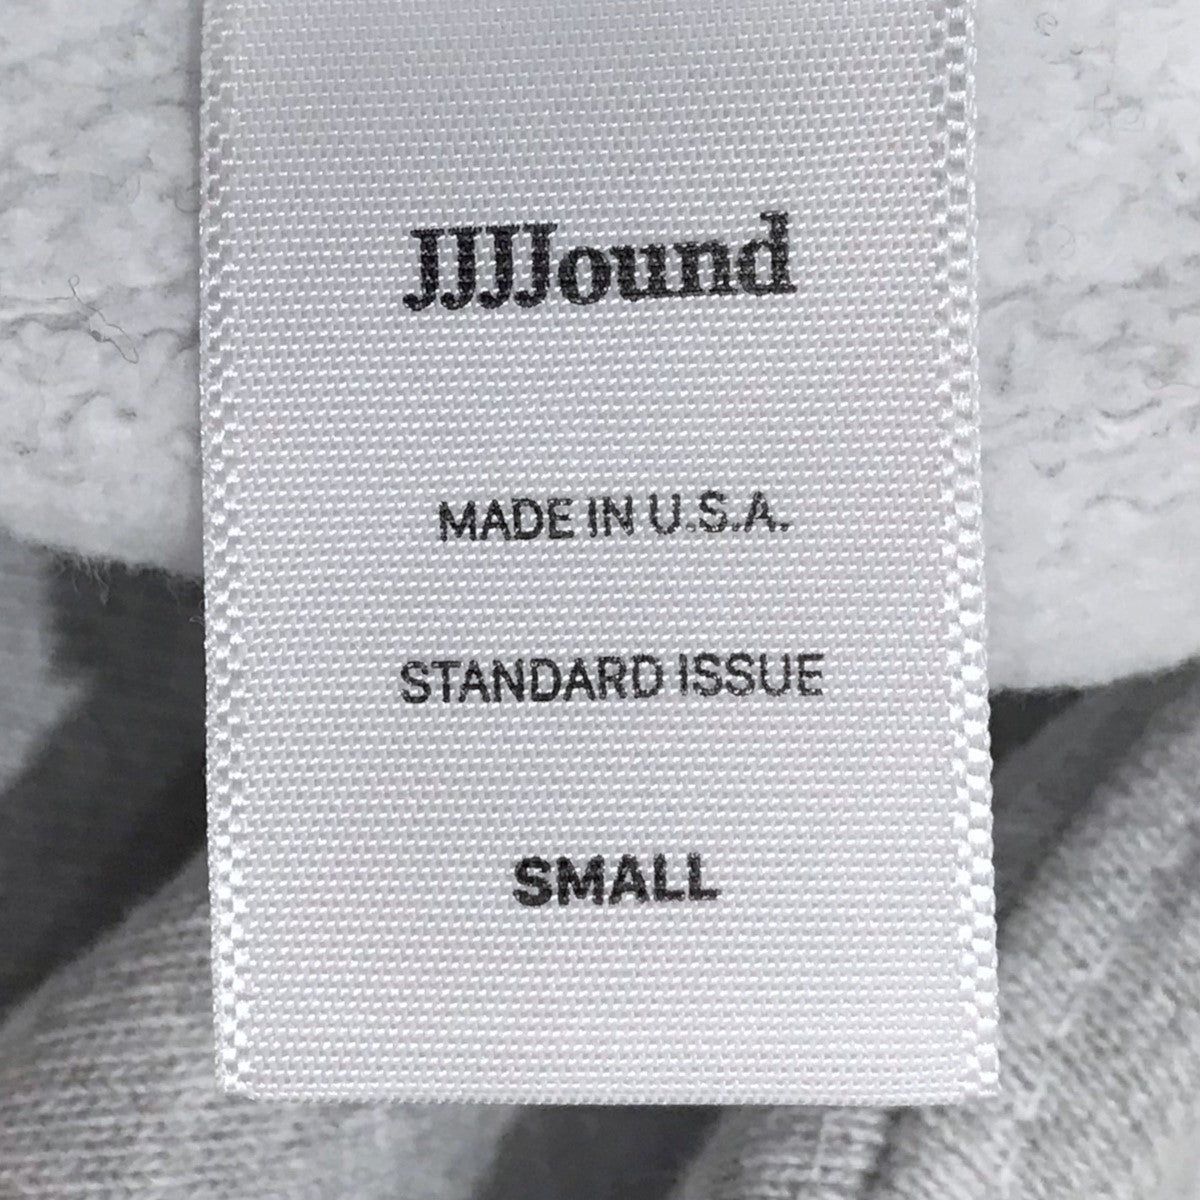 JJJJound
MADE IN U.S.A.
STANDARD ISSUE
SMALL